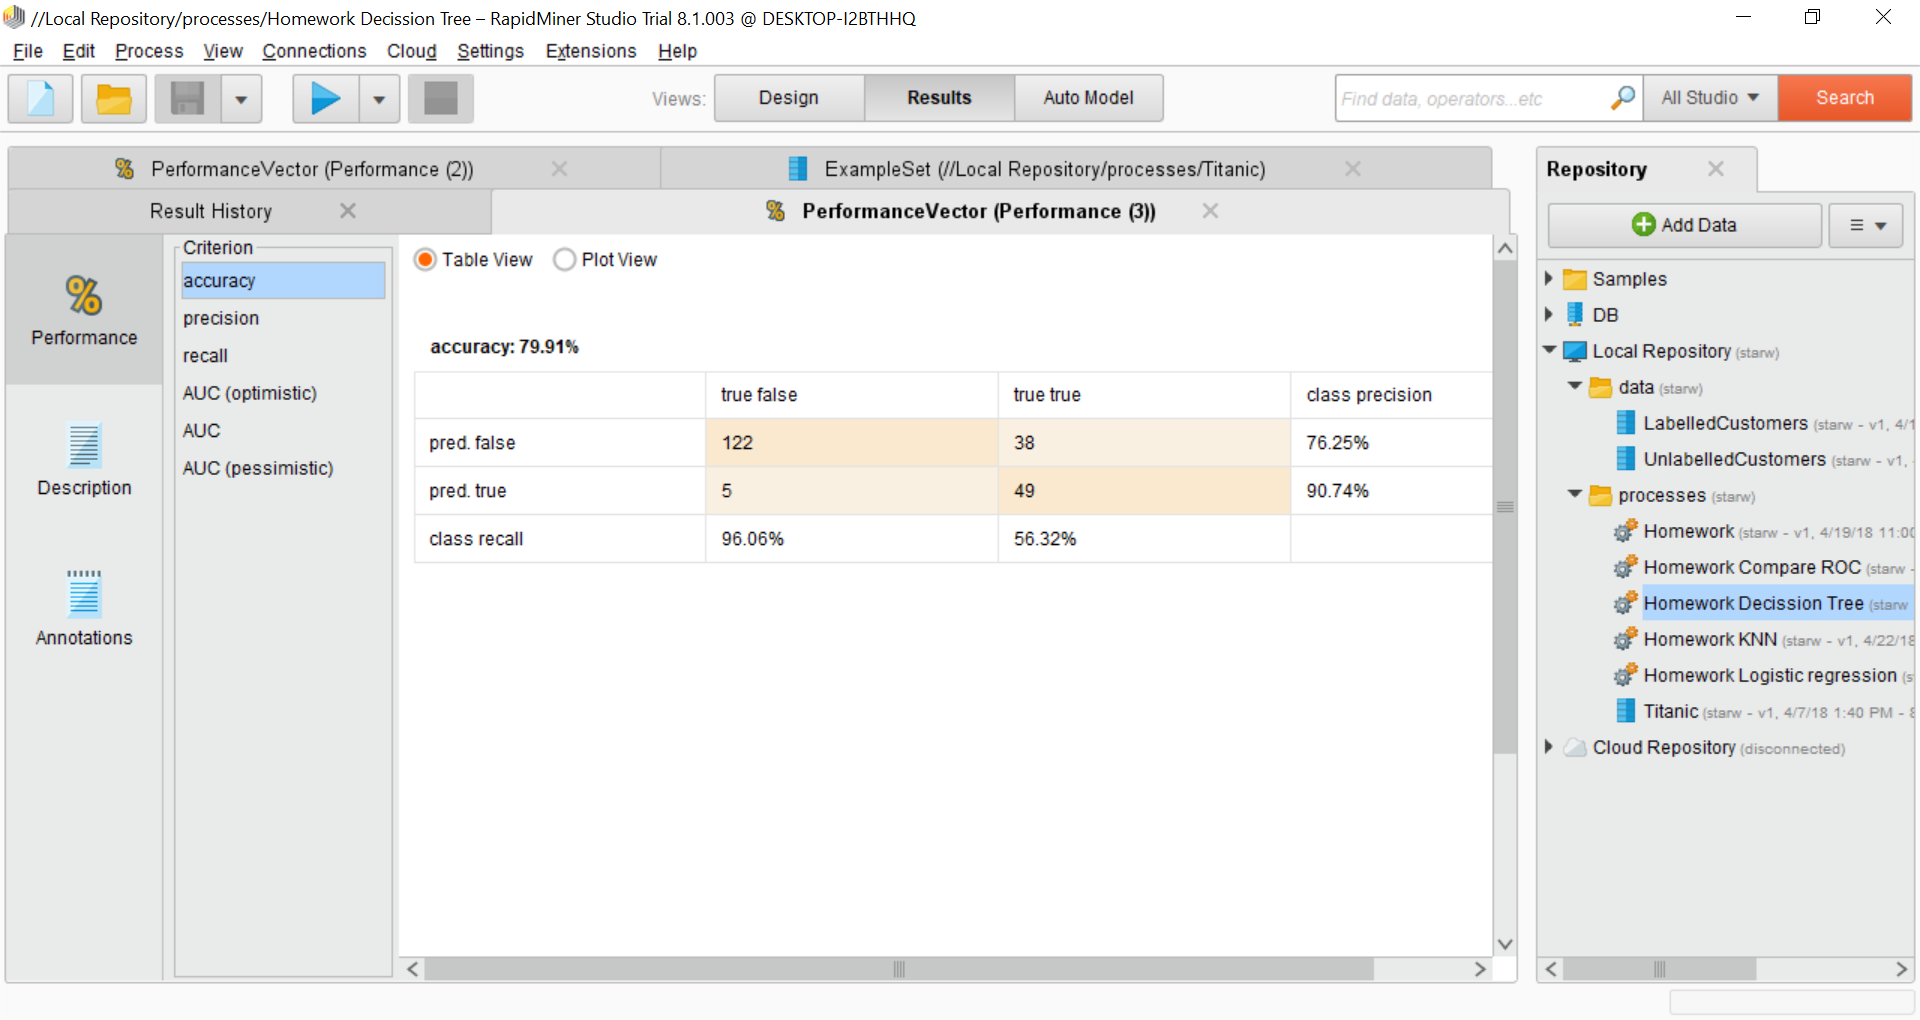 //Local Repository/processes/Homework Decission Tree – RapidMiner Studio Trial 8.1.003 @ DESKTOP-I2BTHHQ
File Edit Process View Connections Cloud Settings Extensions Help
Views: Design Results Auto Model Find data, operators...etc All Studio Search
PerformanceVector (Performance (2)) ExampleSet (//Local Repository/processes/Titanic)
Result History PerformanceVector (Performance (3))
Performance
Description
Annotations
Criterion
accuracy
precision
recall
AUC (optimistic)
AUC
AUC (pessimistic)
Table View Plot View
accuracy: 79.91%
true false true true class precision
pred. false 122 38 76.25%
pred. true 5 49 90.74%
class recall 96.06% 56.32%
Repository
Add Data
Samples
DB
Local Repository (starw)
data (starw)
LabelledCustomers (starw - v1, 4/1
UnlabelledCustomers (starw - v1,
processes (starw)
Homework (starw - v1, 4/19/18 11:00
Homework Compare ROC (starw -
Homework Decission Tree (starw
Homework KNN (starw - v1, 4/22/18
Homework Logistic regression (s
Titanic (starw - v1, 4/7/18 1:40 PM - 8
Cloud Repository (disconnected)